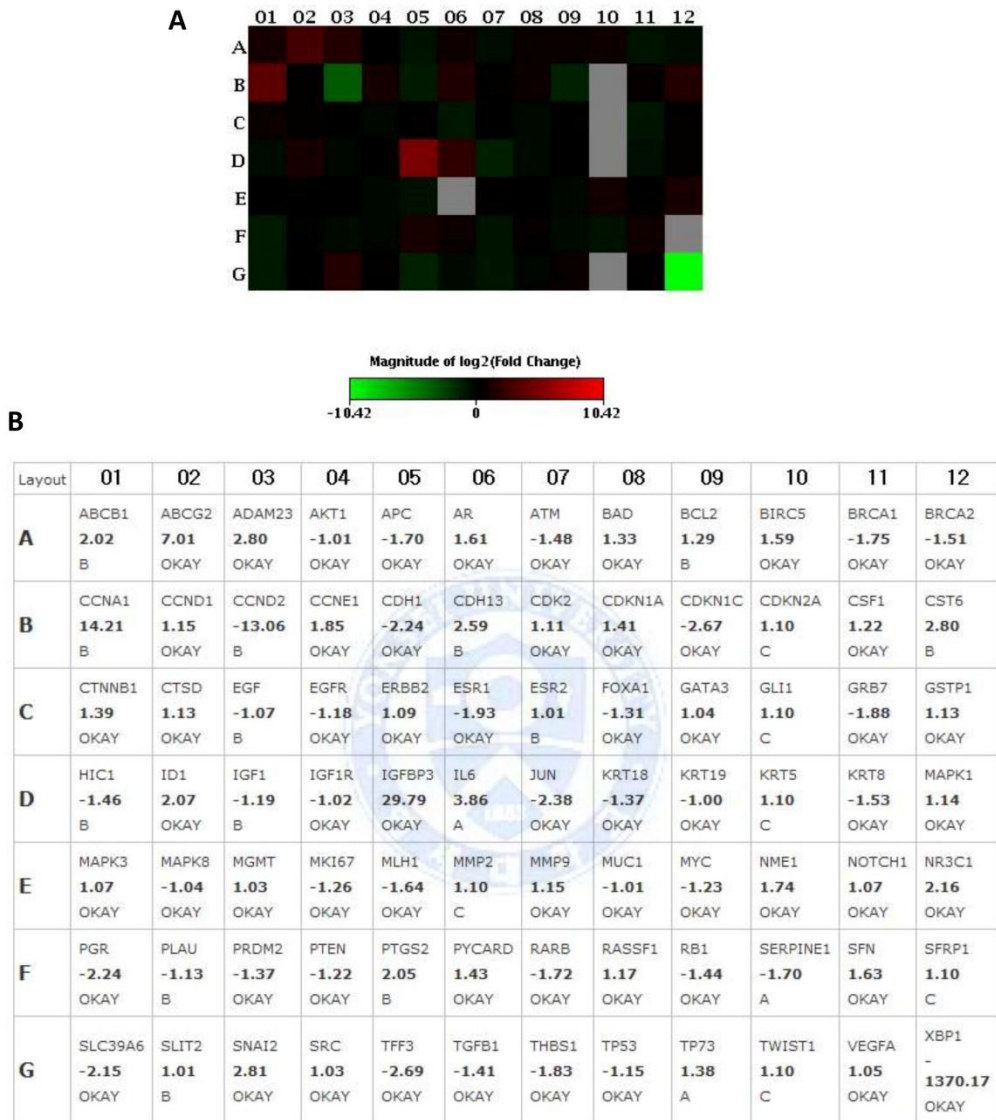 A
01 02 03 04 05 06 07 08 09 10 11 12
A
B
C
D
E
F
G
Magnitude of log2(Fold Change)
-10.42 0 10.42
B
Layout 01 02 03 04 05 06 07 08 09 10 11 12
ABCB1 ABCG2 ADAM23 AKT1 APC AR ATM BAD BCL2 BIRC5 BRCA1 BRCA2
A 2.02 7.01 2.80 -1.01 -1.70 1.61 -1.48 1.33 1.29 1.59 -1.75 -1.51
B OKAY OKAY OKAY OKAY OKAY OKAY OKAY B OKAY OKAY OKAY
CCNA1 CCND1 CCND2 CCNE1 CDH1 CDH13 CDK2 CDKN1A CDKN1C CDKN2A CSF1 CST6
B 14.21 1.15 -13.06 1.85 -2.24 2.59 1.11 1.41 -2.67 1.10 1.22 2.80
B OKAY B OKAY OKAY B OKAY OKAY OKAY C OKAY B
CTNNB1 CTSD EGF EGFR ERBB2 ESR1 ESR2 FOXA1 GATA3 GLI1 GRB7 GSTP1
C 1.39 1.13 -1.07 -1.18 1.09 -1.93 1.01 -1.31 1.04 1.10 -1.88 1.13
OKAY OKAY B OKAY OKAY OKAY B OKAY OKAY C OKAY OKAY
HIC1 ID1 IGF1 IGF1R IGFBP3 IL6 JUN KRT18 KRT19 KRT5 KRT8 MAPK1
D -1.46 2.07 -1.19 -1.02 29.79 3.86 -2.38 -1.37 -1.00 1.10 -1.53 1.14
B OKAY B OKAY OKAY A OKAY OKAY OKAY C OKAY OKAY
MAPK3 MAPK8 MGMT MKI67 MLH1 MMP2 MMP9 MUC1 MYC NME1 NOTCH1 NR3C1
E 1.07 -1.04 1.03 -1.26 -1.64 1.10 1.15 -1.01 -1.23 1.74 1.07 2.16
OKAY OKAY OKAY OKAY OKAY C OKAY OKAY OKAY OKAY OKAY OKAY
PGR PLAU PRDM2 PTEN PTGS2 PYCARD RARB RASSF1 RB1 SERPINE1 SFN SFRP1
F -2.24 -1.13 -1.37 -1.22 2.05 1.43 -1.72 1.17 -1.44 -1.70 1.63 1.10
OKAY B OKAY OKAY B OKAY OKAY OKAY OKAY A OKAY C
SLC39A6 SLIT2 SNAI2 SRC TFF3 TGFB1 THBS1 TP53 TP73 TWIST1 VEGFA XBP1
G -2.15 1.01 2.81 1.03 -2.69 -1.41 -1.83 -1.15 1.38 1.10 1.05 -
1370.17
OKAY B OKAY OKAY OKAY OKAY OKAY OKAY A C OKAY OKAY